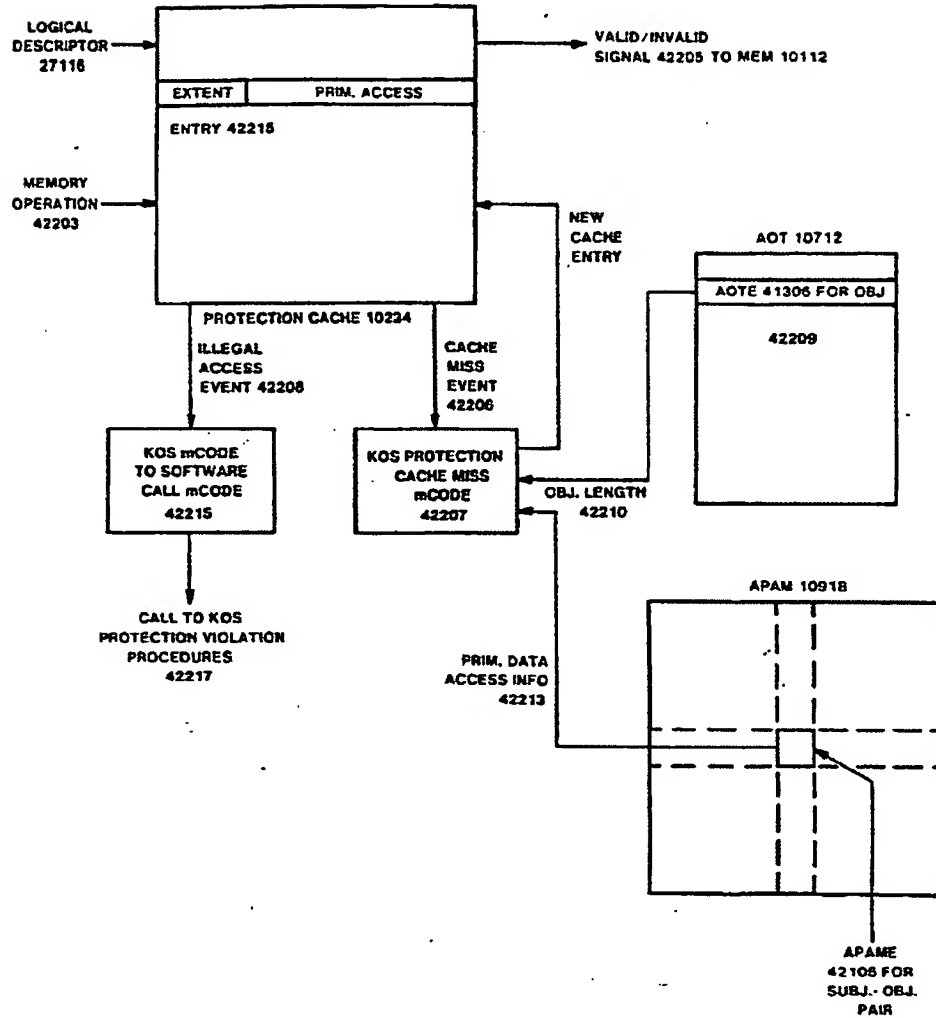 LOGICAL
DESCRIPTOR
27116
VALID/INVALID
SIGNAL 42205 TO MEM 10112
EXTENT
PRIM. ACCESS
ENTRY 42215
MEMORY
OPERATION
42203
NEW
CACHE
ENTRY
AOT 10712
AOTE 41306 FOR OBJ
42209
PROTECTION CACHE 10234
ILLEGAL
ACCESS
EVENT 42208
CACHE
MISS
EVENT
42206
KOS mCODE
TO SOFTWARE
CALL mCODE
42215
KOS PROTECTION
CACHE MISS
mCODE
42207
OBJ. LENGTH
42210
CALL TO KOS
PROTECTION VIOLATION
PROCEDURES
42217
APAM 10918
PRIM. DATA
ACCESS INFO
42213
APAME
42106 FOR
SUBJ.- OBJ.
PAIR